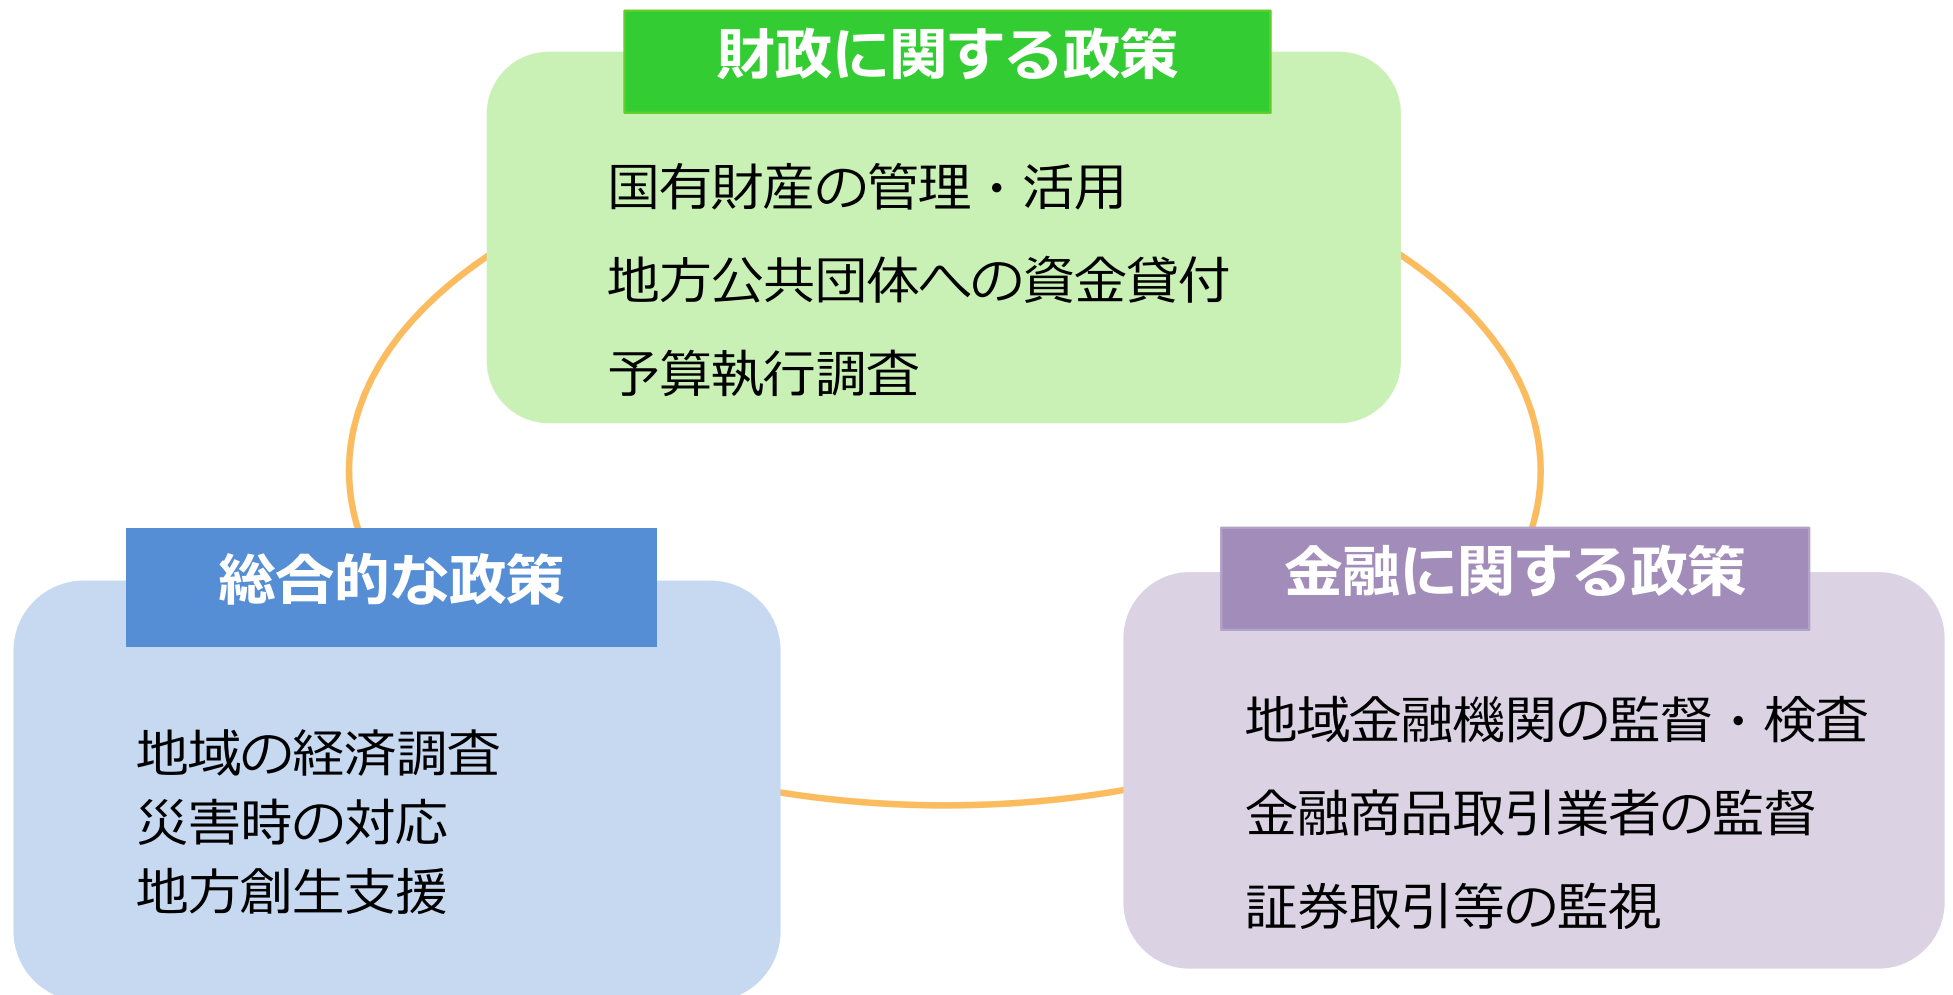 財政に関する政策
国有財産の管理・活用
地方公共団体への資金貸付
予算執行調査
総合的な政策
地域の経済調査
災害時の対応
地方創生支援
金融に関する政策
地域金融機関の監督・検査
金融商品取引業者の監督
証券取引等の監視